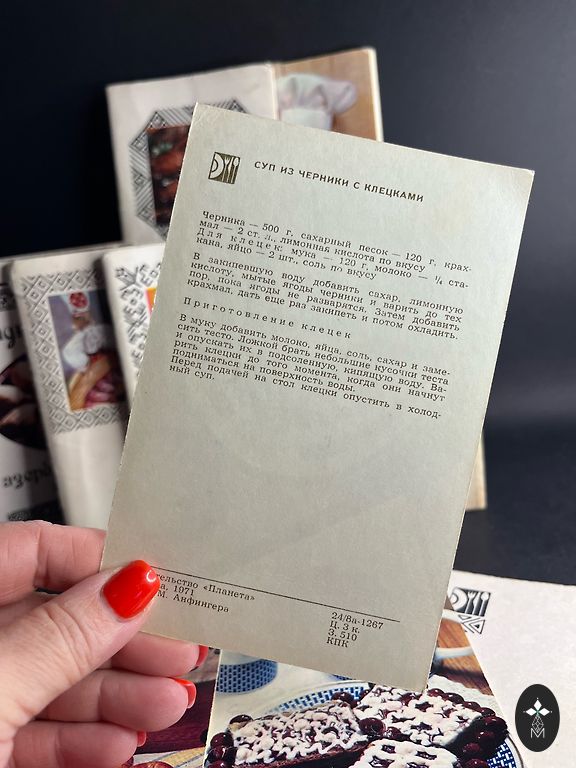 СУП ИЗ ЧЕРНИКИ С КЛЕЦКАМИ
Черника — 500 г, сахарный песок — 120 г, крах-
мал — 2 ст. л., лимонная кислота по вкусу
Для клецек: мука — 120 г, молоко — ¼ ста-
кана, яйцо — 2 шт., соль по вкусу
В закипевшую воду добавить сахар, лимонную
кислоту, мытые ягоды черники и варить до тех
пор, пока ягоды не разварятся. Затем добавить
крахмал, дать еще раз закипеть и потом охладить.
Приготовление клецек
В муку добавить молоко, яйца, соль, сахар и заме-
сить тесто. Ложкой брать небольшие кусочки теста
и опускать их в подсоленную, кипящую воду. Ва-
рить клецки до того момента, когда они начнут
подниматься на поверхность воды.
Перед подачей на стол клецки опустить в холод-
ный суп.
тельство «Планета»
а, 1971
М. Анфингера
24/8а-1267
Ц. 3 к.
З. 510
КПК
азер